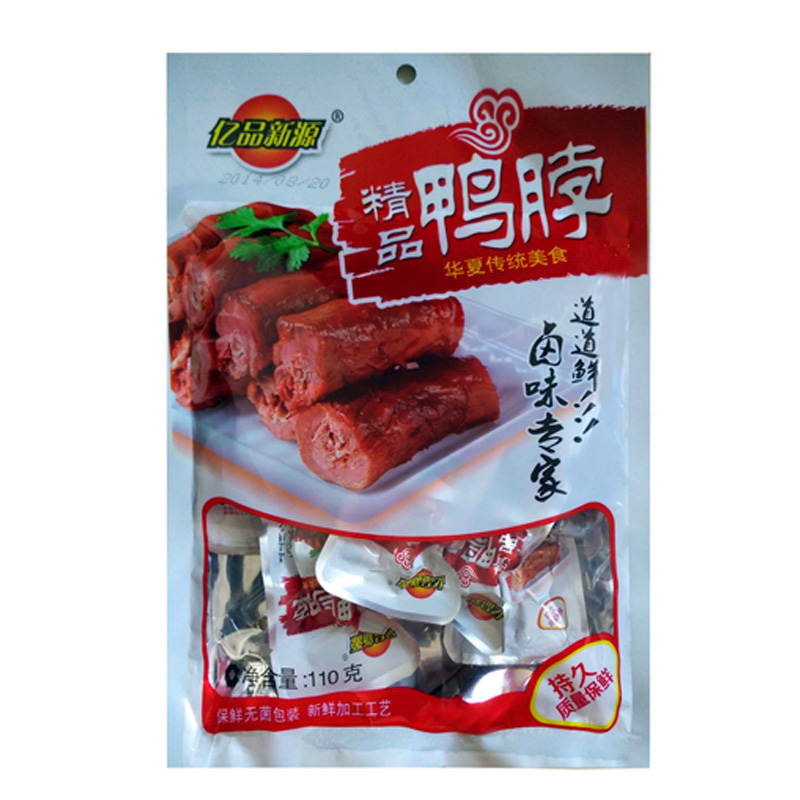 亿品新源®
2014/08/20
精品
鸭脖
华夏传统美食
道道鲜
卤味专家
鸭脖
净含量:110克
保鲜无菌包装 新鲜加工工艺
持久
质量保鲜